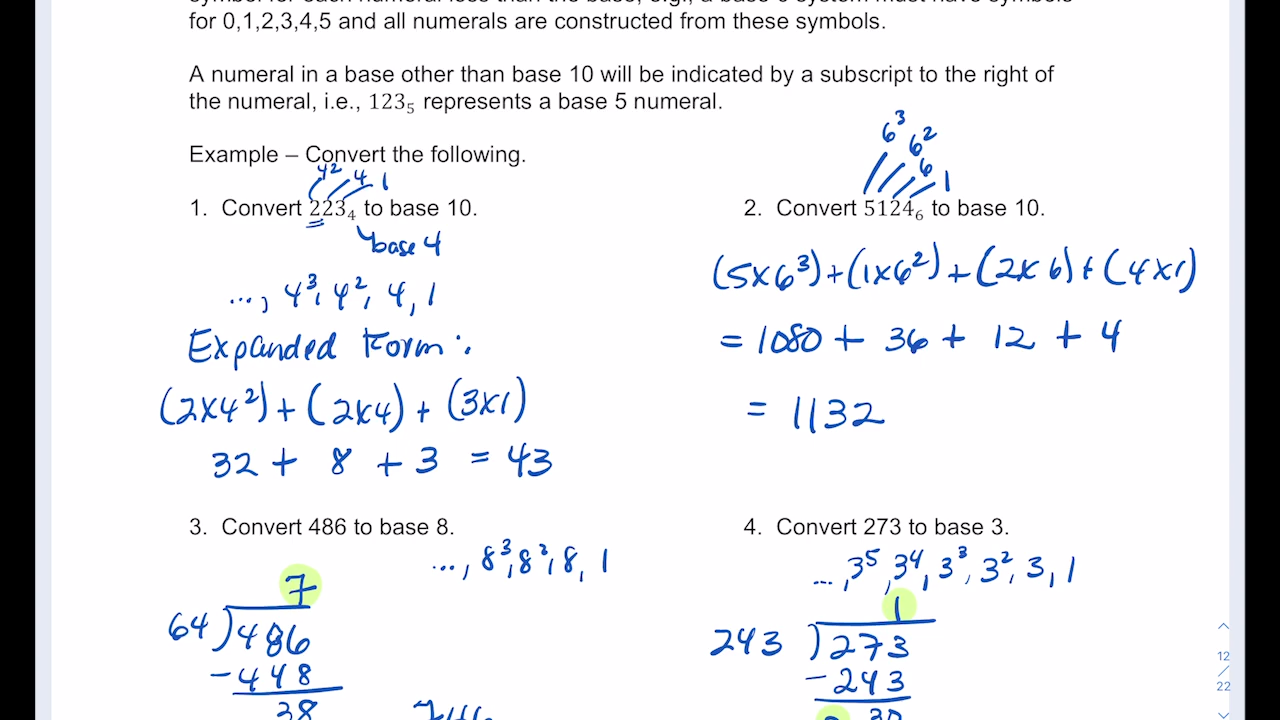 for 0,1,2,3,4,5 and all numerals are constructed from these symbols.
A numeral in a base other than base 10 will be indicated by a subscript to the right of
the numeral, i.e., 123₅ represents a base 5 numeral.
Example – Convert the following.
4² 4 1
1. Convert 223₄ to base 10.
base 4
..., 4³, 4², 4, 1
Expanded Form:
(2x4²) + (2x4) + (3x1)
32 + 8 + 3 = 43
6³ 6² 6 1
2. Convert 5124₆ to base 10.
(5x6³)+(1x6²)+(2x6)+(4x1)
= 1080 + 36 + 12 + 4
= 1132
3. Convert 486 to base 8.
..., 8³, 8², 8, 1
7
64)486
-448
38
4. Convert 273 to base 3.
..., 3⁵, 3⁴, 3³, 3², 3, 1
1
243)273
-243
30
12
/
22